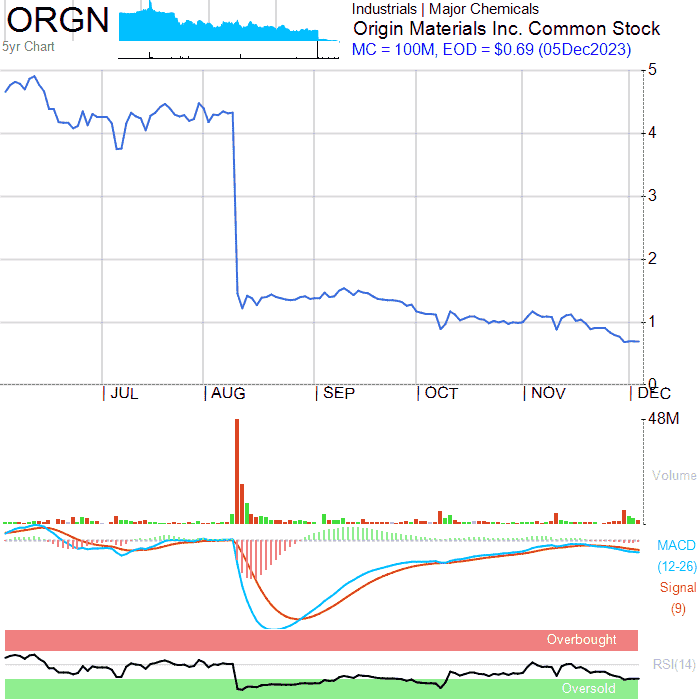 ORGN
5yr Chart
Industrials | Major Chemicals
Origin Materials Inc. Common Stock
MC = 100M, EOD = $0.69 (05Dec2023)
5
4
3
2
1
0
| JUL | AUG | SEP | OCT | NOV | DEC
48M
Volume
MACD
(12-26)
Signal
(9)
Overbought
RSI(14)
Oversold